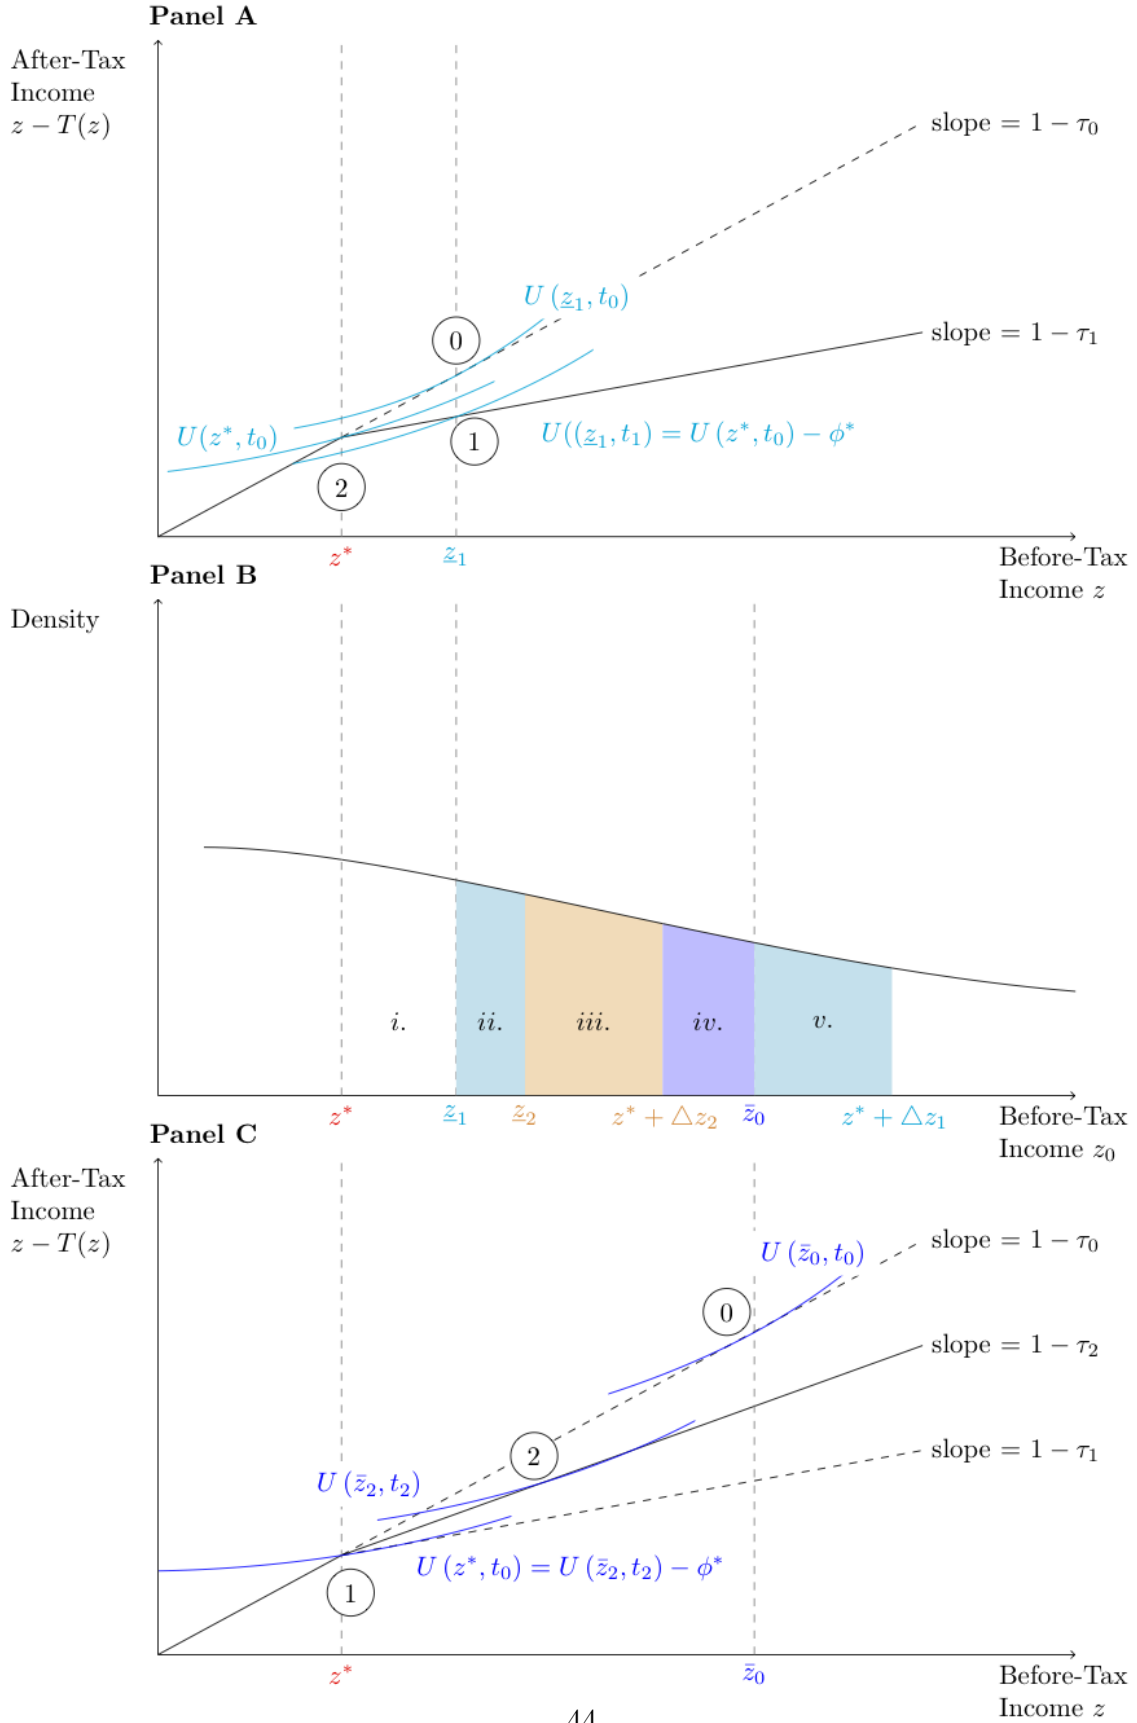 Panel A
After-Tax
Income
z − T(z)
slope = 1 − τ₀
U (z̲₁, t₀)
slope = 1 − τ₁
0
U(z*, t₀)
1
U((z̲₁, t₁) = U (z*, t₀) − ϕ*
2
z*
z̲₁
Before-Tax
Income z
Panel B
Density
i.
ii.
iii.
iv.
v.
z*
z̲₁
z̲₂
z* + △z₂
z̄₀
z* + △z₁
Before-Tax
Income z₀
Panel C
After-Tax
Income
z − T(z)
slope = 1 − τ₀
U (z̄₀, t₀)
0
slope = 1 − τ₂
2
slope = 1 − τ₁
U (z̄₂, t₂)
U (z*, t₀) = U (z̄₂, t₂) − ϕ*
1
z*
z̄₀
Before-Tax
Income z
44